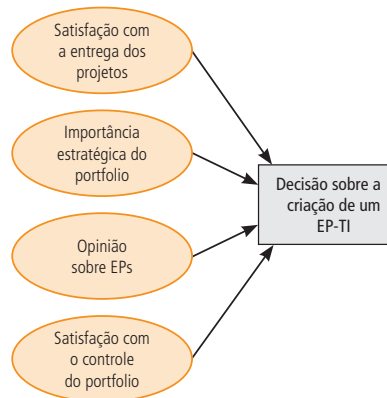 Satisfação com
a entrega dos
projetos
Importância
estratégica do
portfolio
Opinião
sobre EPs
Satisfação com
o controle
do portfolio
Decisão sobre a
criação de um
EP-TI